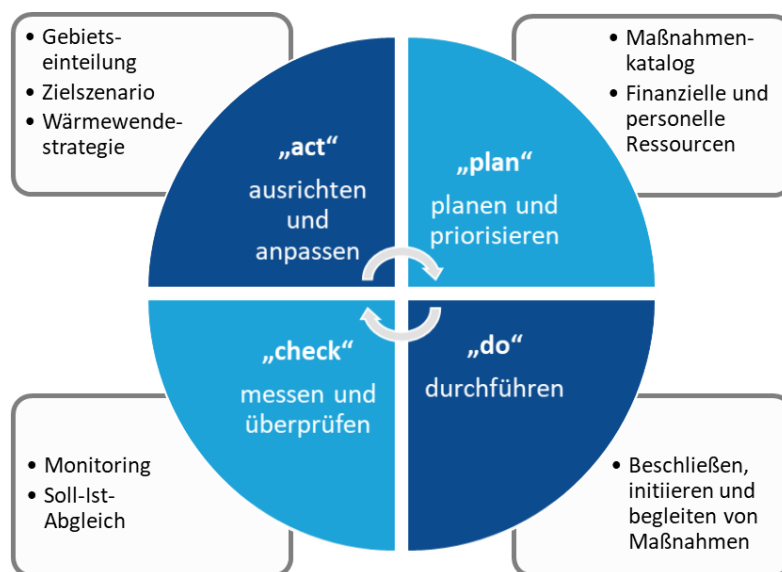 • Gebiets-
einteilung
• Zielszenario
• Wärmewende-
strategie
• Maßnahmen-
katalog
• Finanzielle und
personelle
Ressourcen
„act“
ausrichten
und
anpassen
„plan“
planen und
priorisieren
„check“
messen und
überprüfen
„do“
durchführen
• Monitoring
• Soll-Ist-
Abgleich
• Beschließen,
initiieren und
begleiten von
Maßnahmen